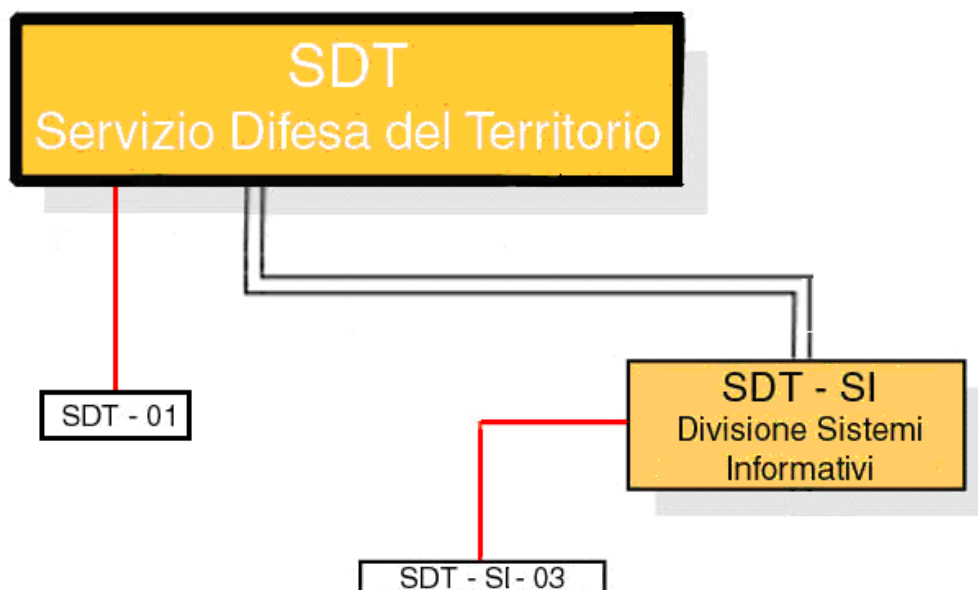 SDT
Servizio Difesa del Territorio
SDT - 01
SDT - SI
Divisione Sistemi
Informativi
SDT - SI - 03